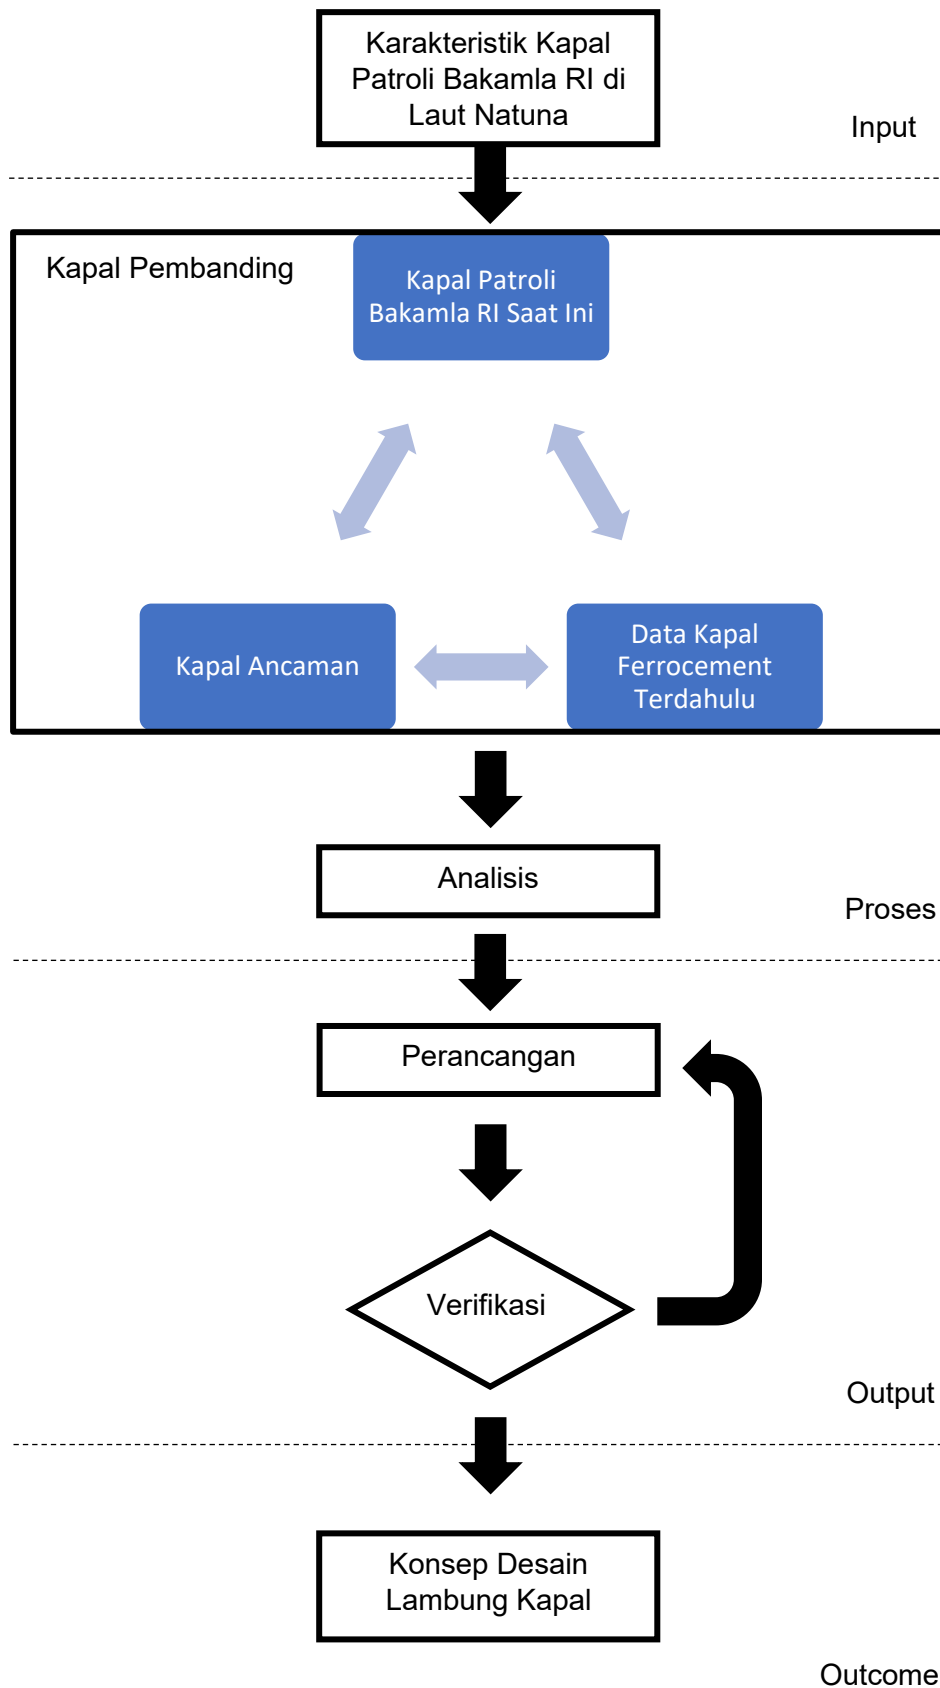 Karakteristik Kapal
Patroli Bakamla RI di
Laut Natuna
Input
Kapal Pembanding
Kapal Patroli
Bakamla RI Saat Ini
Kapal Ancaman
Data Kapal
Ferrocement
Terdahulu
Analisis
Proses
Perancangan
Verifikasi
Output
Konsep Desain
Lambung Kapal
Outcome